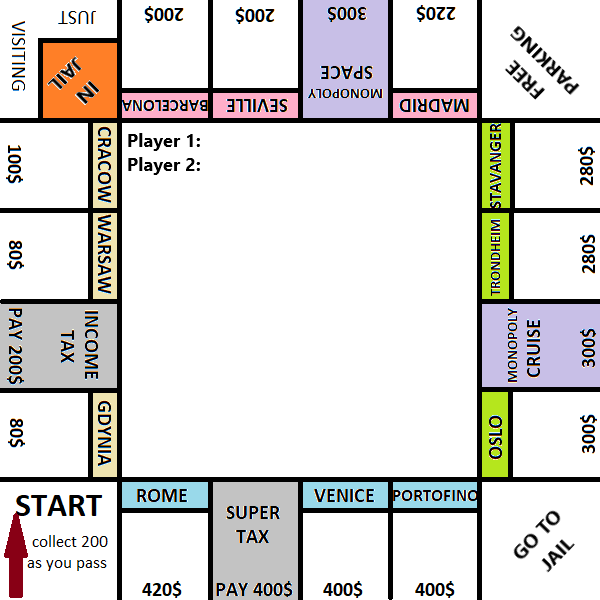 VISITING
JUST
IN
JAIL
200$
BARCELONA
200$
SEVILLE
300$
MONOPOLY
SPACE
220$
MADRID
FREE
PARKING
100$
CRACOW
Player 1:
Player 2:
STAVANGER
280$
80$
WARSAW
TRONDHEIM
280$
PAY 200$
INCOME
TAX
MONOPOLY
CRUISE
300$
80$
GDYNIA
OSLO
300$
START
collect 200
as you pass
ROME
420$
SUPER
TAX
PAY 400$
VENICE
400$
PORTOFINO
400$
GO TO
JAIL